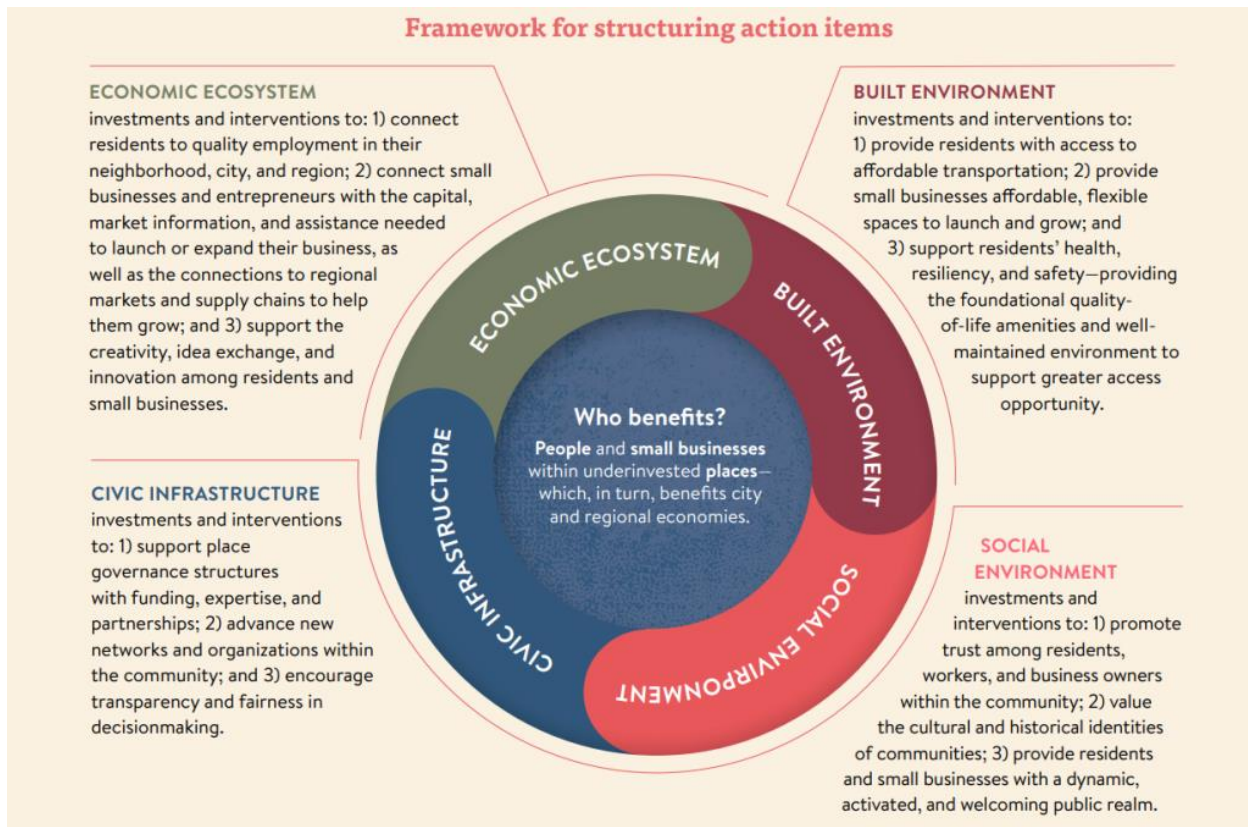 Framework for structuring action items
ECONOMIC ECOSYSTEM
investments and interventions to: 1) connect
residents to quality employment in their
neighborhood, city, and region; 2) connect small
businesses and entrepreneurs with the capital,
market information, and assistance needed
to launch or expand their business, as
well as the connections to regional
markets and supply chains to help
them grow; and 3) support the
creativity, idea exchange, and
innovation among residents and
small businesses.
BUILT ENVIRONMENT
investments and interventions to:
1) provide residents with access to
affordable transportation; 2) provide
small businesses affordable, flexible
spaces to launch and grow; and
3) support residents’ health,
resiliency, and safety—providing
the foundational quality-
of-life amenities and well-
maintained environment to
support greater access
opportunity.
ECONOMIC ECOSYSTEM
BUILT ENVIRONMENT
SOCIAL ENVIRPONMENT
CIVIC INFRASTRUCTURE
Who benefits?
People and small businesses
within underinvested places—
which, in turn, benefits city
and regional economies.
CIVIC INFRASTRUCTURE
investments and interventions
to: 1) support place
governance structures
with funding, expertise, and
partnerships; 2) advance new
networks and organizations within
the community; and 3) encourage
transparency and fairness in
decisionmaking.
SOCIAL
ENVIRONMENT
investments and
interventions to: 1) promote
trust among residents,
workers, and business owners
within the community; 2) value
the cultural and historical identities
of communities; 3) provide residents
and small businesses with a dynamic,
activated, and welcoming public realm.